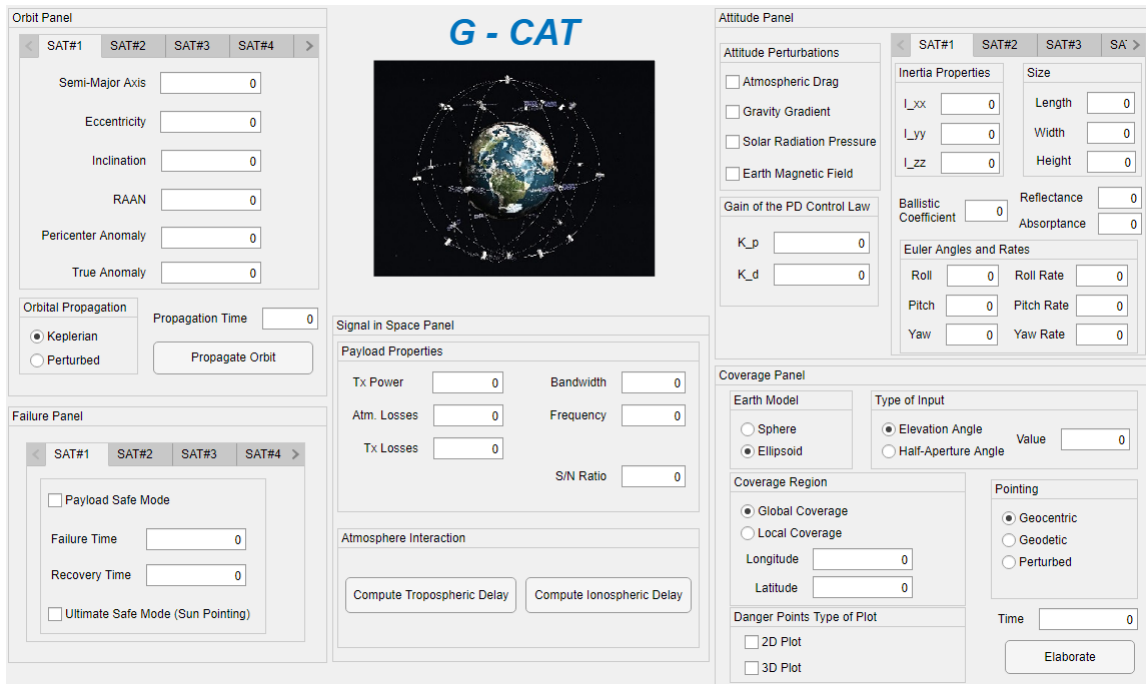 Orbit Panel
SAT#1 SAT#2 SAT#3 SAT#4
Semi-Major Axis 0
Eccentricity 0
Inclination 0
RAAN 0
Pericenter Anomaly 0
True Anomaly 0
Orbital Propagation
Keplerian
Perturbed
Propagation Time 0
Propagate Orbit
Failure Panel
SAT#1 SAT#2 SAT#3 SAT#4
Payload Safe Mode
Failure Time 0
Recovery Time 0
Ultimate Safe Mode (Sun Pointing)
G - CAT
Signal in Space Panel
Payload Properties
Tx Power 0 Bandwidth 0
Atm. Losses 0 Frequency 0
Tx Losses 0
S/N Ratio 0
Atmosphere Interaction
Compute Tropospheric Delay Compute Ionospheric Delay
Attitude Panel
Attitude Perturbations
Atmospheric Drag
Gravity Gradient
Solar Radiation Pressure
Earth Magnetic Field
Gain of the PD Control Law
K_p 0
K_d 0
SAT#1 SAT#2 SAT#3 SA
Inertia Properties
I_xx 0
I_yy 0
I_zz 0
Size
Length 0
Width 0
Height 0
Ballistic
Coefficient 0
Reflectance 0
Absorptance 0
Euler Angles and Rates
Roll 0 Roll Rate 0
Pitch 0 Pitch Rate 0
Yaw 0 Yaw Rate 0
Coverage Panel
Earth Model
Sphere
Ellipsoid
Type of Input
Elevation Angle
Half-Aperture Angle
Value 0
Coverage Region
Global Coverage
Local Coverage
Longitude 0
Latitude 0
Pointing
Geocentric
Geodetic
Perturbed
Danger Points Type of Plot
2D Plot
3D Plot
Time 0
Elaborate